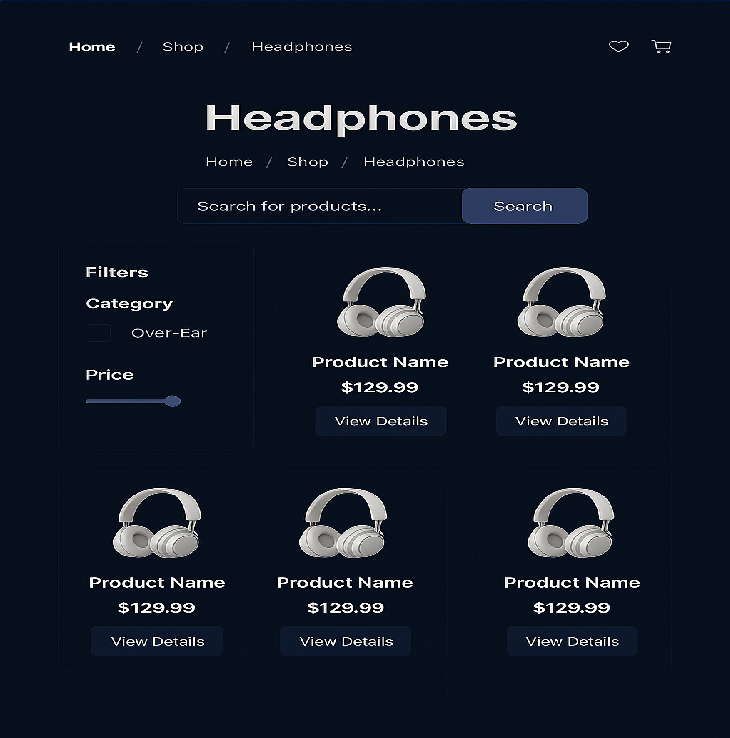 Home / Shop / Headphones
Headphones
Home / Shop / Headphones
Search for products... Search
Filters
Category
Over-Ear
Price
Product Name
$129.99
View Details
Product Name
$129.99
View Details
Product Name
$129.99
View Details
Product Name
$129.99
View Details
Product Name
$129.99
View Details